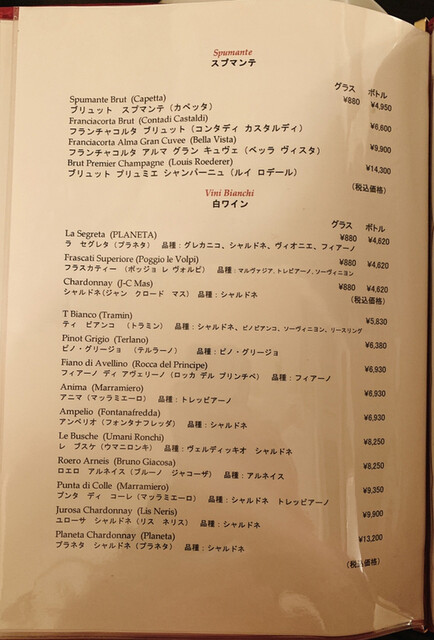 Spumante
スプマンテ
グラス ボトル
Spumante Brut (Capetta) ¥880 ¥4,950
ブリュット スプマンテ (カペッタ)
Franciacorta Brut (Contadi Castaldi) ¥6,600
フランチャコルタ ブリュット (コンタディ カスタルディ)
Franciacorta Alma Gran Cuvee (Bella Vista) ¥9,900
フランチャコルタ アルマ グラン キュヴェ (ベッラ ヴィスタ)
Brut Premier Champagne (Louis Roederer) ¥14,300
ブリュット プリュミエ シャンパーニュ (ルイ ロデール)
(税込価格)
Vini Bianchi
白ワイン
グラス ボトル
La Segreta (PLANETA) ¥880 ¥4,620
ラ セグレタ (プラネタ) 品種:グレカニコ、シャルドネ、ヴィオニエ、フィアーノ
Frascati Superiore (Poggio le Volpi) ¥880 ¥4,620
フラスカティー (ポッジョ レ ヴォルピ) 品種:マルヴァジア、トレビアーノ、ソーヴィニヨン
Chardonnay (J-C Mas) ¥880 ¥4,620
シャルドネ(ジャン クロード マス) 品種:シャルドネ (税込価格)
T Bianco (Tramin) ¥5,830
ティ ビアンコ (トラミン) 品種:シャルドネ、ピノビアンコ、ソーヴィニヨン、リースリング
Pinot Grigio (Terlano) ¥6,380
ピノ・グリージョ (テルラーノ) 品種:ピノ・グリージョ
Fiano di Avellino (Rocca del Principe) ¥6,930
フィアーノ ディ アヴェリーノ (ロッカ デル プリンチペ) 品種:フィアーノ
Anima (Marramiero) ¥6,930
アニマ (マッラミエーロ) 品種:トレッビアーノ
Ampelio (Fontanafredda) ¥6,930
アンペリオ (フォンタナフレッダ) 品種:シャルドネ
Le Busche (Umani Ronchi) ¥8,250
レ ブスケ (ウマニロンキ) 品種:ヴェルディッキオ シャルドネ
Roero Arneis (Bruno Giacosa) ¥8,250
ロエロ アルネイス (ブルーノ ジャコーザ) 品種:アルネイス
Punta di Colle (Marramiero) ¥9,350
プンタ ディ コーレ (マッラミエーロ) 品種:シャルドネ トレッビアーノ
Jurosa Chardonnay (Lis Neris) ¥9,900
ユローサ シャルドネ (リス ネリス) 品種:シャルドネ
Planeta Chardonnay (Planeta) ¥13,200
プラネタ シャルドネ (プラネタ) 品種:シャルドネ
(税込価格)